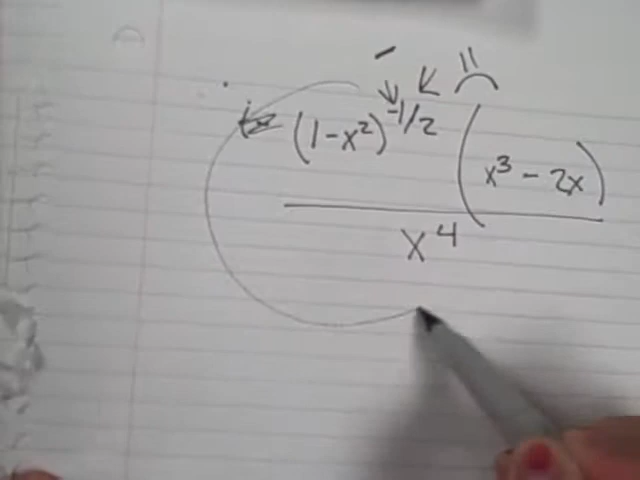 (1-x²)^-1/2 (x³ - 2x)
x⁴